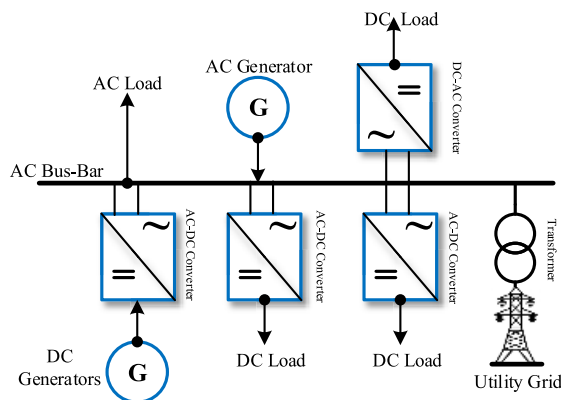 DC Load
AC Generator
DC-AC Converter
AC Load
G
=
~
AC Bus-Bar
~
=
AC-DC Converter
~
=
AC-DC Converter
~
=
AC-DC Converter
Transformer
DC
Generators
G
DC Load
DC Load
Utility Grid